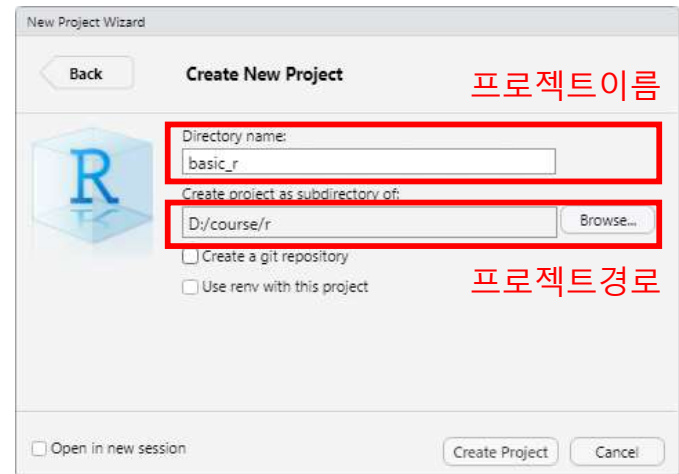 New Project Wizard
Back
Create New Project
프로젝트이름
Directory name:
basic_r
Create project as subdirectory of:
D:/course/r
Browse...
Create a git repository
Use renv with this project
프로젝트경로
Open in new session
Create Project
Cancel
R